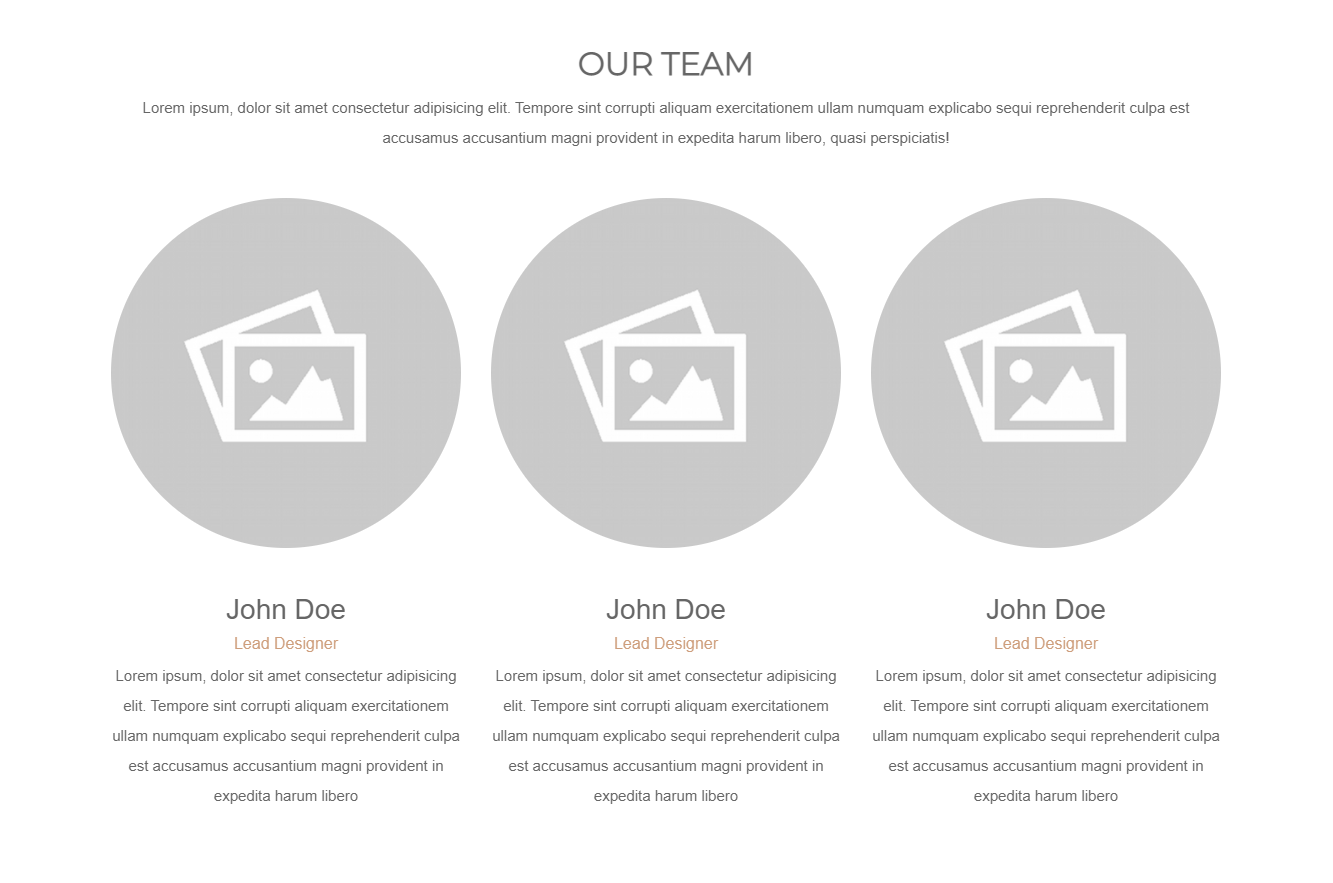 OUR TEAM
Lorem ipsum, dolor sit amet consectetur adipisicing elit. Tempore sint corrupti aliquam exercitationem ullam numquam explicabo sequi reprehenderit culpa est
accusamus accusantium magni provident in expedita harum libero, quasi perspiciatis!
John Doe
Lead Designer
Lorem ipsum, dolor sit amet consectetur adipisicing
elit. Tempore sint corrupti aliquam exercitationem
ullam numquam explicabo sequi reprehenderit culpa
est accusamus accusantium magni provident in
expedita harum libero
John Doe
Lead Designer
Lorem ipsum, dolor sit amet consectetur adipisicing
elit. Tempore sint corrupti aliquam exercitationem
ullam numquam explicabo sequi reprehenderit culpa
est accusamus accusantium magni provident in
expedita harum libero
John Doe
Lead Designer
Lorem ipsum, dolor sit amet consectetur adipisicing
elit. Tempore sint corrupti aliquam exercitationem
ullam numquam explicabo sequi reprehenderit culpa
est accusamus accusantium magni provident in
expedita harum libero